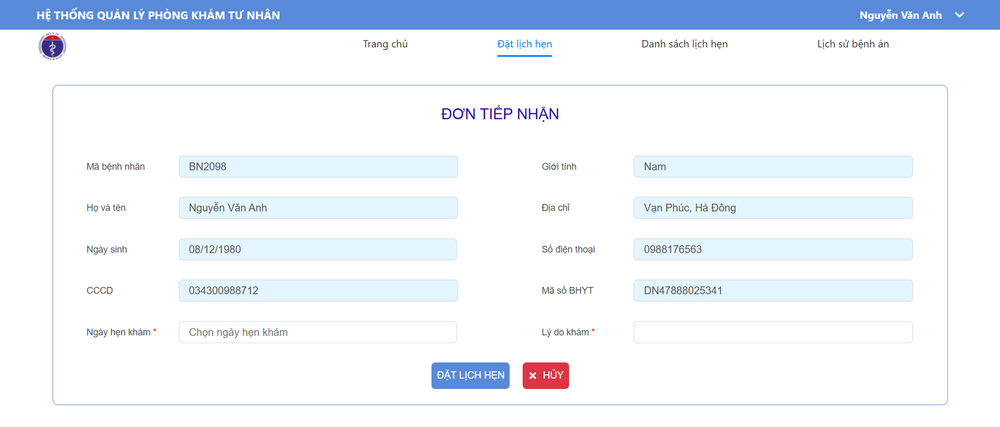 HỆ THỐNG QUẢN LÝ PHÒNG KHÁM TƯ NHÂN
Nguyễn Văn Anh
BỘ Y TẾ
MINISTRY OF HEALTH
Trang chủ
Đặt lịch hẹn
Danh sách lịch hẹn
Lịch sử bệnh án
ĐƠN TIẾP NHẬN
Mã bệnh nhân BN2098
Giới tính Nam
Họ và tên Nguyễn Văn Anh
Địa chỉ Vạn Phúc, Hà Đông
Ngày sinh 08/12/1980
Số điện thoại 0988176563
CCCD 034300988712
Mã số BHYT DN47888025341
Ngày hẹn khám * Chọn ngày hẹn khám
Lý do khám *
ĐẶT LỊCH HẸN
HỦY